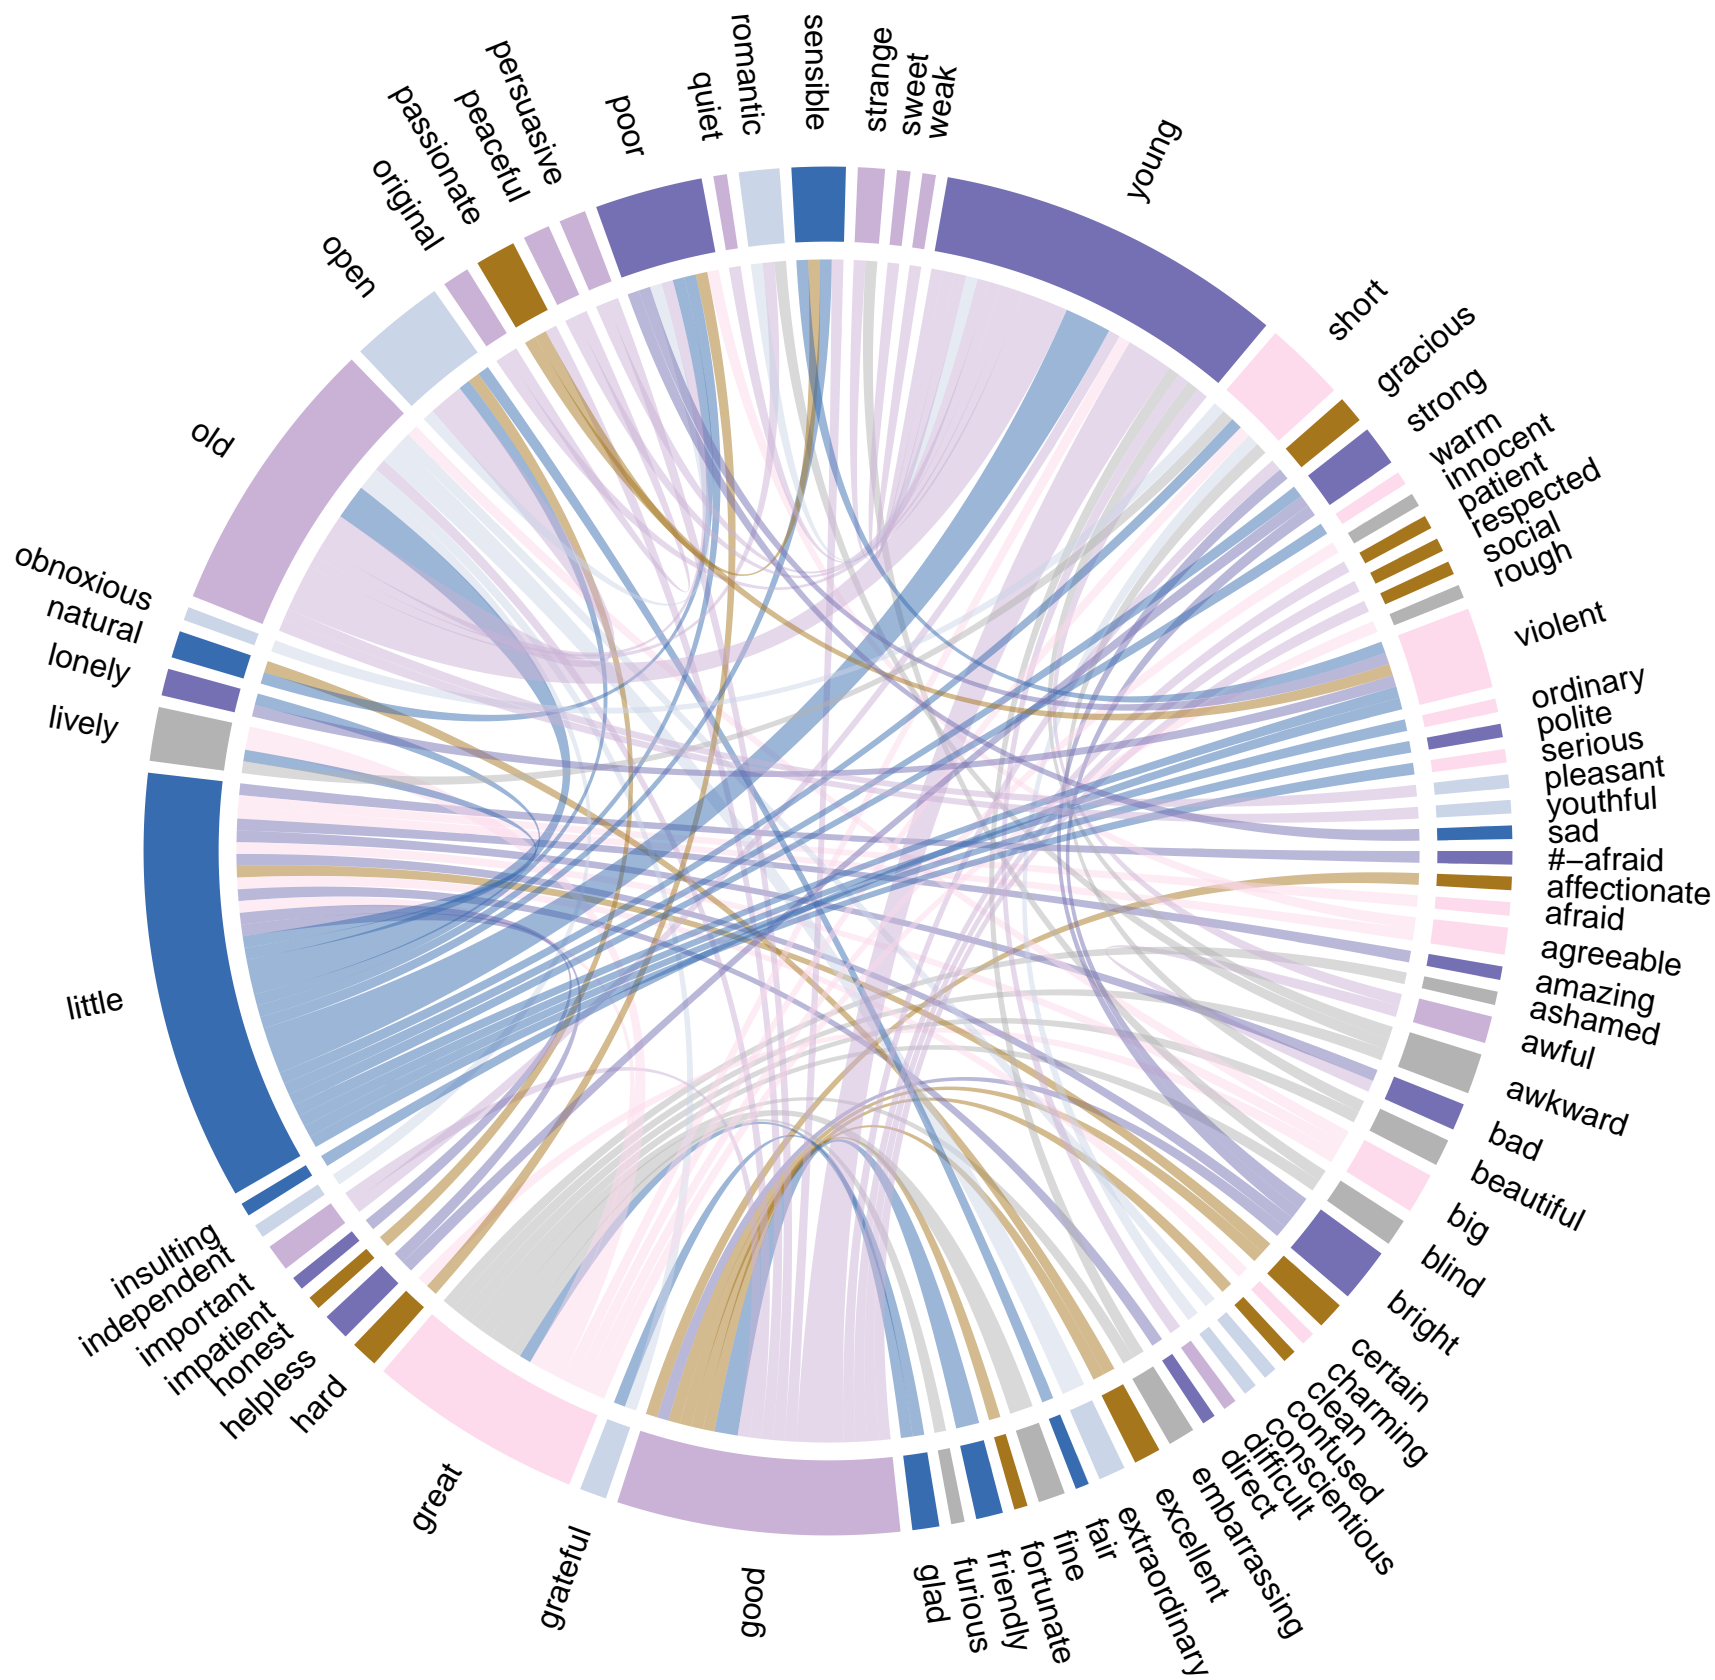 romantic
sensible
strange
sweet
weak
young
short
gracious
strong
warm
innocent
patient
respected
social
rough
violent
ordinary
polite
serious
pleasant
youthful
sad
#−afraid
affectionate
afraid
agreeable
amazing
ashamed
awful
awkward
bad
beautiful
big
blind
bright
certain
charming
clean
confused
conscientious
difficult
direct
embarrassing
excellent
extraordinary
fair
fine
fortunate
friendly
furious
glad
good
grateful
great
hard
helpless
honest
impatient
important
independent
insulting
little
lively
lonely
natural
obnoxious
old
open
original
passionate
peaceful
persuasive
poor
quiet